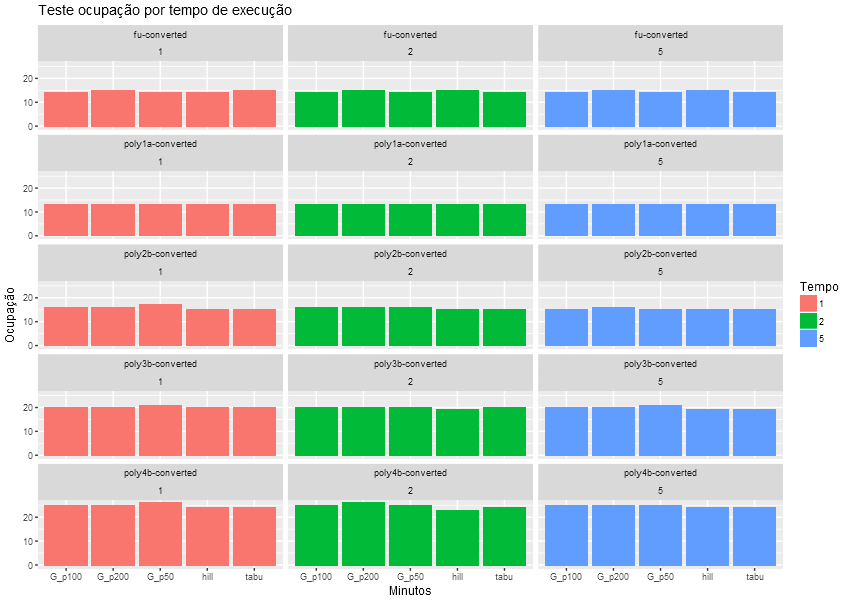 Teste ocupação por tempo de execução
fu-converted fu-converted fu-converted
1 2 5
20
10
0
poly1a-converted poly1a-converted poly1a-converted
1 2 5
20
10
0
poly2b-converted poly2b-converted poly2b-converted
1 2 5
20
10
0
poly3b-converted poly3b-converted poly3b-converted
1 2 5
20
10
0
poly4b-converted poly4b-converted poly4b-converted
1 2 5
20
10
0
G_p100 G_p200 G_p50 hill tabu G_p100 G_p200 G_p50 hill tabu G_p100 G_p200 G_p50 hill tabu
Minutos
Ocupação
Tempo
1
2
5